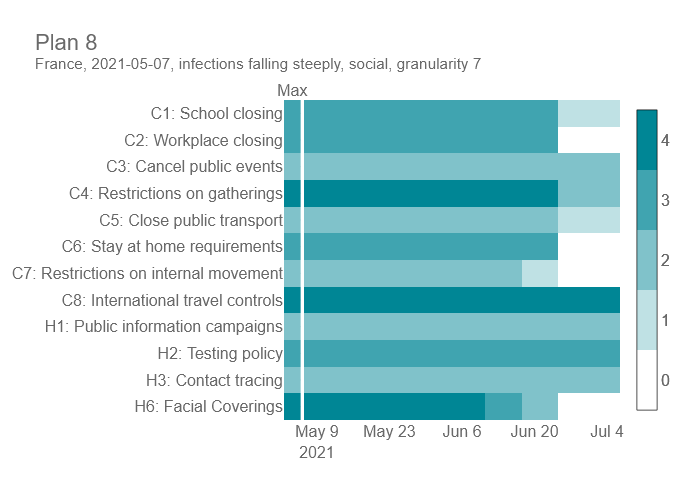 Plan 8
France, 2021-05-07, infections falling steeply, social, granularity 7
Max
C1: School closing
C2: Workplace closing
C3: Cancel public events
C4: Restrictions on gatherings
C5: Close public transport
C6: Stay at home requirements
C7: Restrictions on internal movement
C8: International travel controls
H1: Public information campaigns
H2: Testing policy
H3: Contact tracing
H6: Facial Coverings
May 9 May 23 Jun 6 Jun 20 Jul 4
2021
4
3
2
1
0